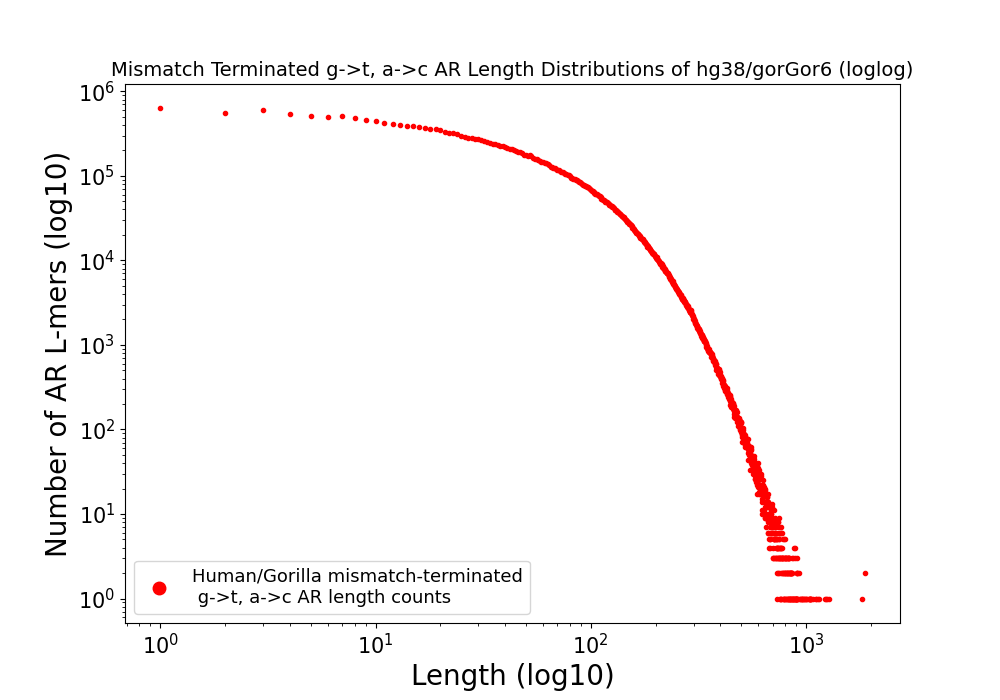 Mismatch Terminated g->t, a->c AR Length Distributions of hg38/gorGor6 (loglog)
Number of AR L-mers (log10)
10^6
10^5
10^4
10^3
10^2
10^1
10^0
Human/Gorilla mismatch-terminated
g->t, a->c AR length counts
10^0 10^1 10^2 10^3
Length (log10)